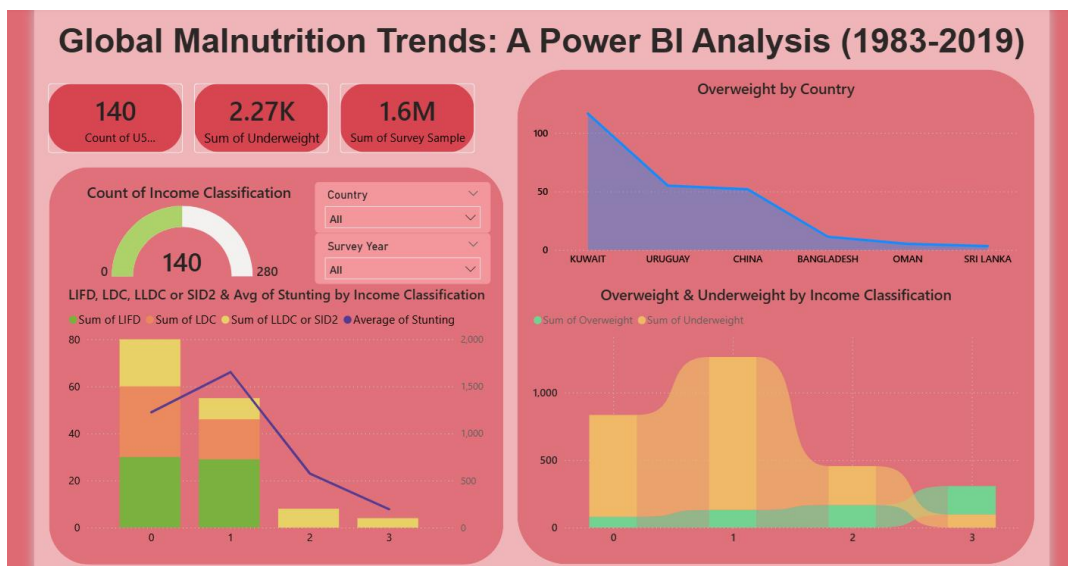 Global Malnutrition Trends: A Power BI Analysis (1983-2019)
140
Count of U5...
2.27K
Sum of Underweight
1.6M
Sum of Survey Sample
Count of Income Classification
0
140
280
Country
All
Survey Year
All
LIFD, LDC, LLDC or SID2 & Avg of Stunting by Income Classification
Sum of LIFD Sum of LDC Sum of LLDC or SID2 Average of Stunting
80
60
40
20
0
2,000
1,500
1,000
500
0
0 1 2 3
Overweight by Country
100
50
0
KUWAIT URUGUAY CHINA BANGLADESH OMAN SRI LANKA
Overweight & Underweight by Income Classification
Sum of Overweight Sum of Underweight
1,000
500
0
0 1 2 3